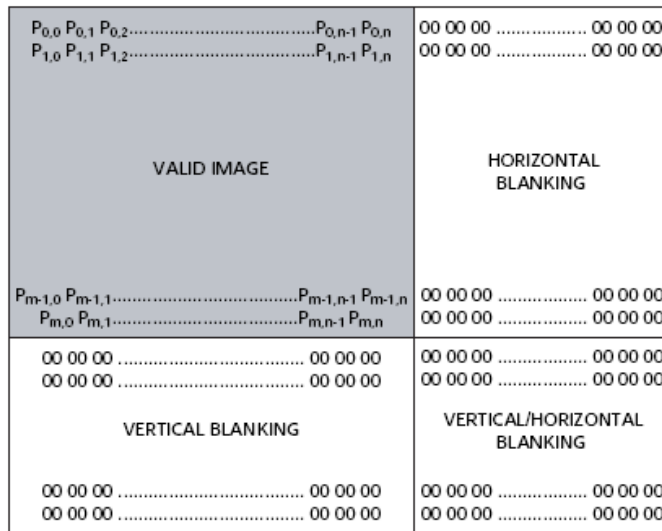 P0,0 P0,1 P0,2.....................................P0,n-1 P0,n
P1,0 P1,1 P1,2.....................................P1,n-1 P1,n
VALID IMAGE
Pm-1,0 Pm-1,1.....................................Pm-1,n-1 Pm-1,n
Pm,0 Pm,1.....................................Pm,n-1 Pm,n
00 00 00 .................. 00 00 00
00 00 00 .................. 00 00 00
HORIZONTAL
BLANKING
00 00 00 .................. 00 00 00
00 00 00 .................. 00 00 00
00 00 00 ..................................... 00 00 00
00 00 00 ..................................... 00 00 00
VERTICAL BLANKING
00 00 00 ..................................... 00 00 00
00 00 00 ..................................... 00 00 00
00 00 00 .................. 00 00 00
00 00 00 .................. 00 00 00
VERTICAL/HORIZONTAL
BLANKING
00 00 00 .................. 00 00 00
00 00 00 .................. 00 00 00